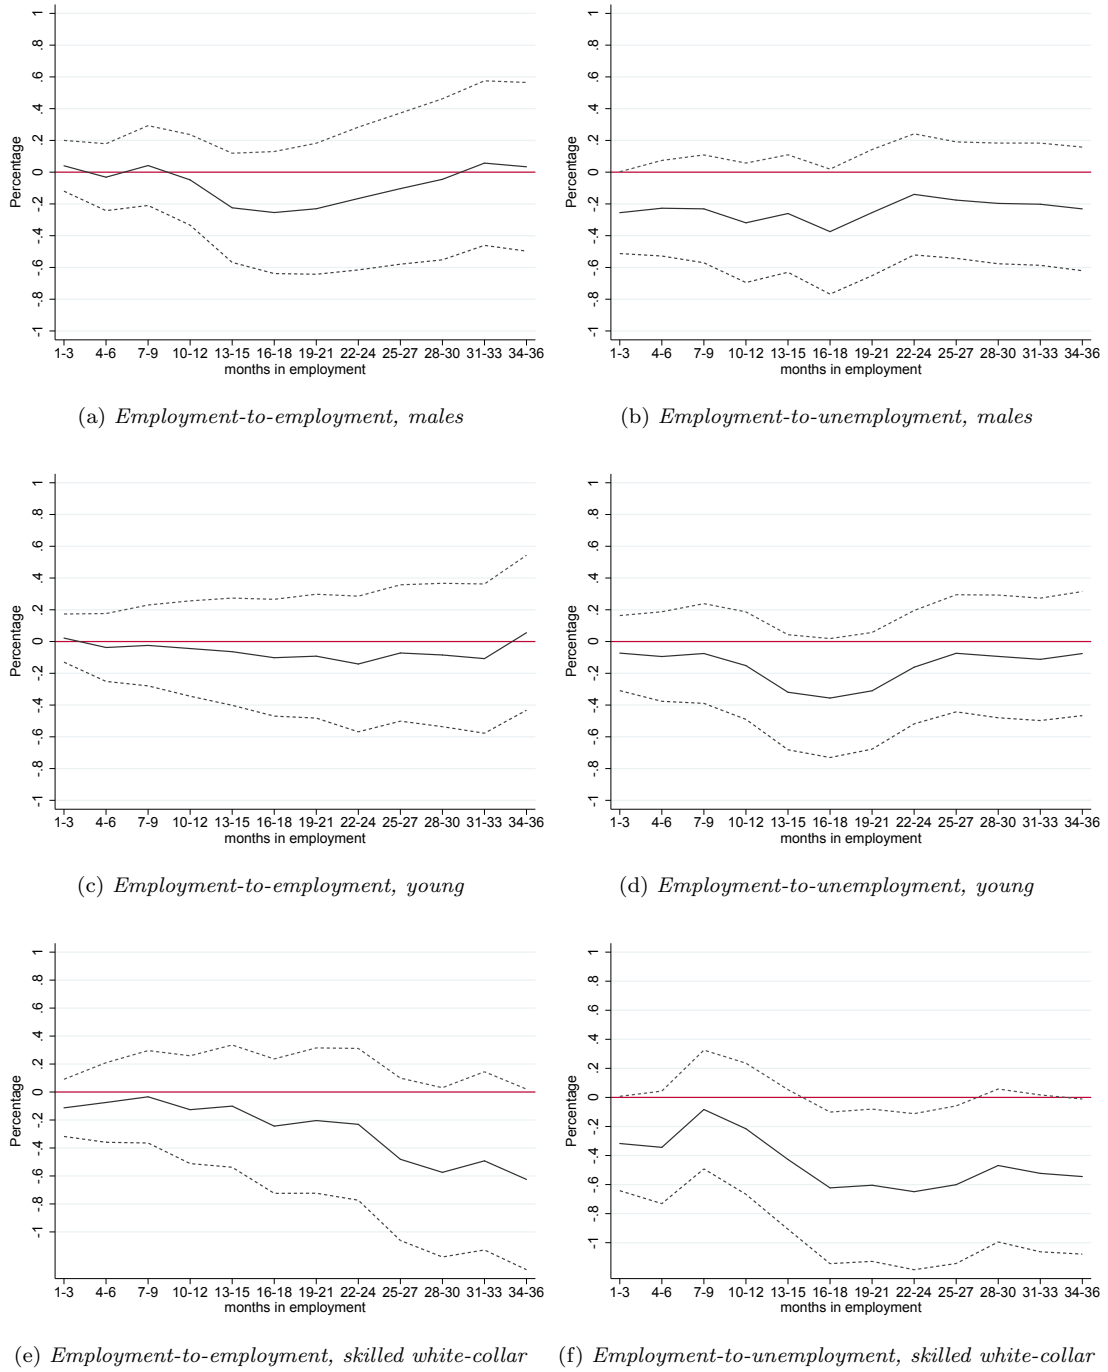 1
.8
.6
.4
.2
0
-.2
-.4
-.6
-.8
-1
Percentage
1-3 4-6 7-9 10-12 13-15 16-18 19-21 22-24 25-27 28-30 31-33 34-36
months in employment
(a) Employment-to-employment, males
1
.8
.6
.4
.2
0
-.2
-.4
-.6
-.8
-1
Percentage
1-3 4-6 7-9 10-12 13-15 16-18 19-21 22-24 25-27 28-30 31-33 34-36
months in employment
(b) Employment-to-unemployment, males
1
.8
.6
.4
.2
0
-.2
-.4
-.6
-.8
-1
Percentage
1-3 4-6 7-9 10-12 13-15 16-18 19-21 22-24 25-27 28-30 31-33 34-36
months in employment
(c) Employment-to-employment, young
1
.8
.6
.4
.2
0
-.2
-.4
-.6
-.8
-1
Percentage
1-3 4-6 7-9 10-12 13-15 16-18 19-21 22-24 25-27 28-30 31-33 34-36
months in employment
(d) Employment-to-unemployment, young
1
.8
.6
.4
.2
0
-.2
-.4
-.6
-.8
-1
Percentage
1-3 4-6 7-9 10-12 13-15 16-18 19-21 22-24 25-27 28-30 31-33 34-36
months in employment
(e) Employment-to-employment, skilled white-collar
1
.8
.6
.4
.2
0
-.2
-.4
-.6
-.8
-1
Percentage
1-3 4-6 7-9 10-12 13-15 16-18 19-21 22-24 25-27 28-30 31-33 34-36
months in employment
(f) Employment-to-unemployment, skilled white-collar